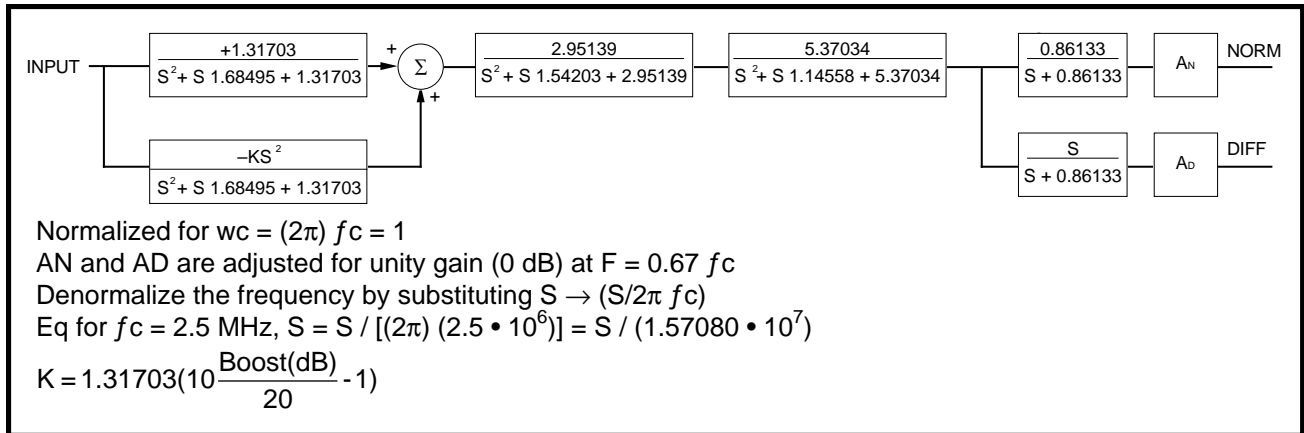 +1.31703
S² + S 1.68495 + 1.31703
INPUT
+
Σ
+
–KS²
S² + S 1.68495 + 1.31703
2.95139
S² + S 1.54203 + 2.95139
5.37034
S² + S 1.14558 + 5.37034
0.86133
S + 0.86133
AN
NORM
S
S + 0.86133
AD
DIFF
Normalized for wc = (2π) ƒc = 1
AN and AD are adjusted for unity gain (0 dB) at F = 0.67 ƒc
Denormalize the frequency by substituting S → (S/2π ƒc)
Eq for ƒc = 2.5 MHz, S = S / [(2π) (2.5 • 10⁶)] = S / (1.57080 • 10⁷)
K = 1.31703(10 Boost(dB)/20 - 1)